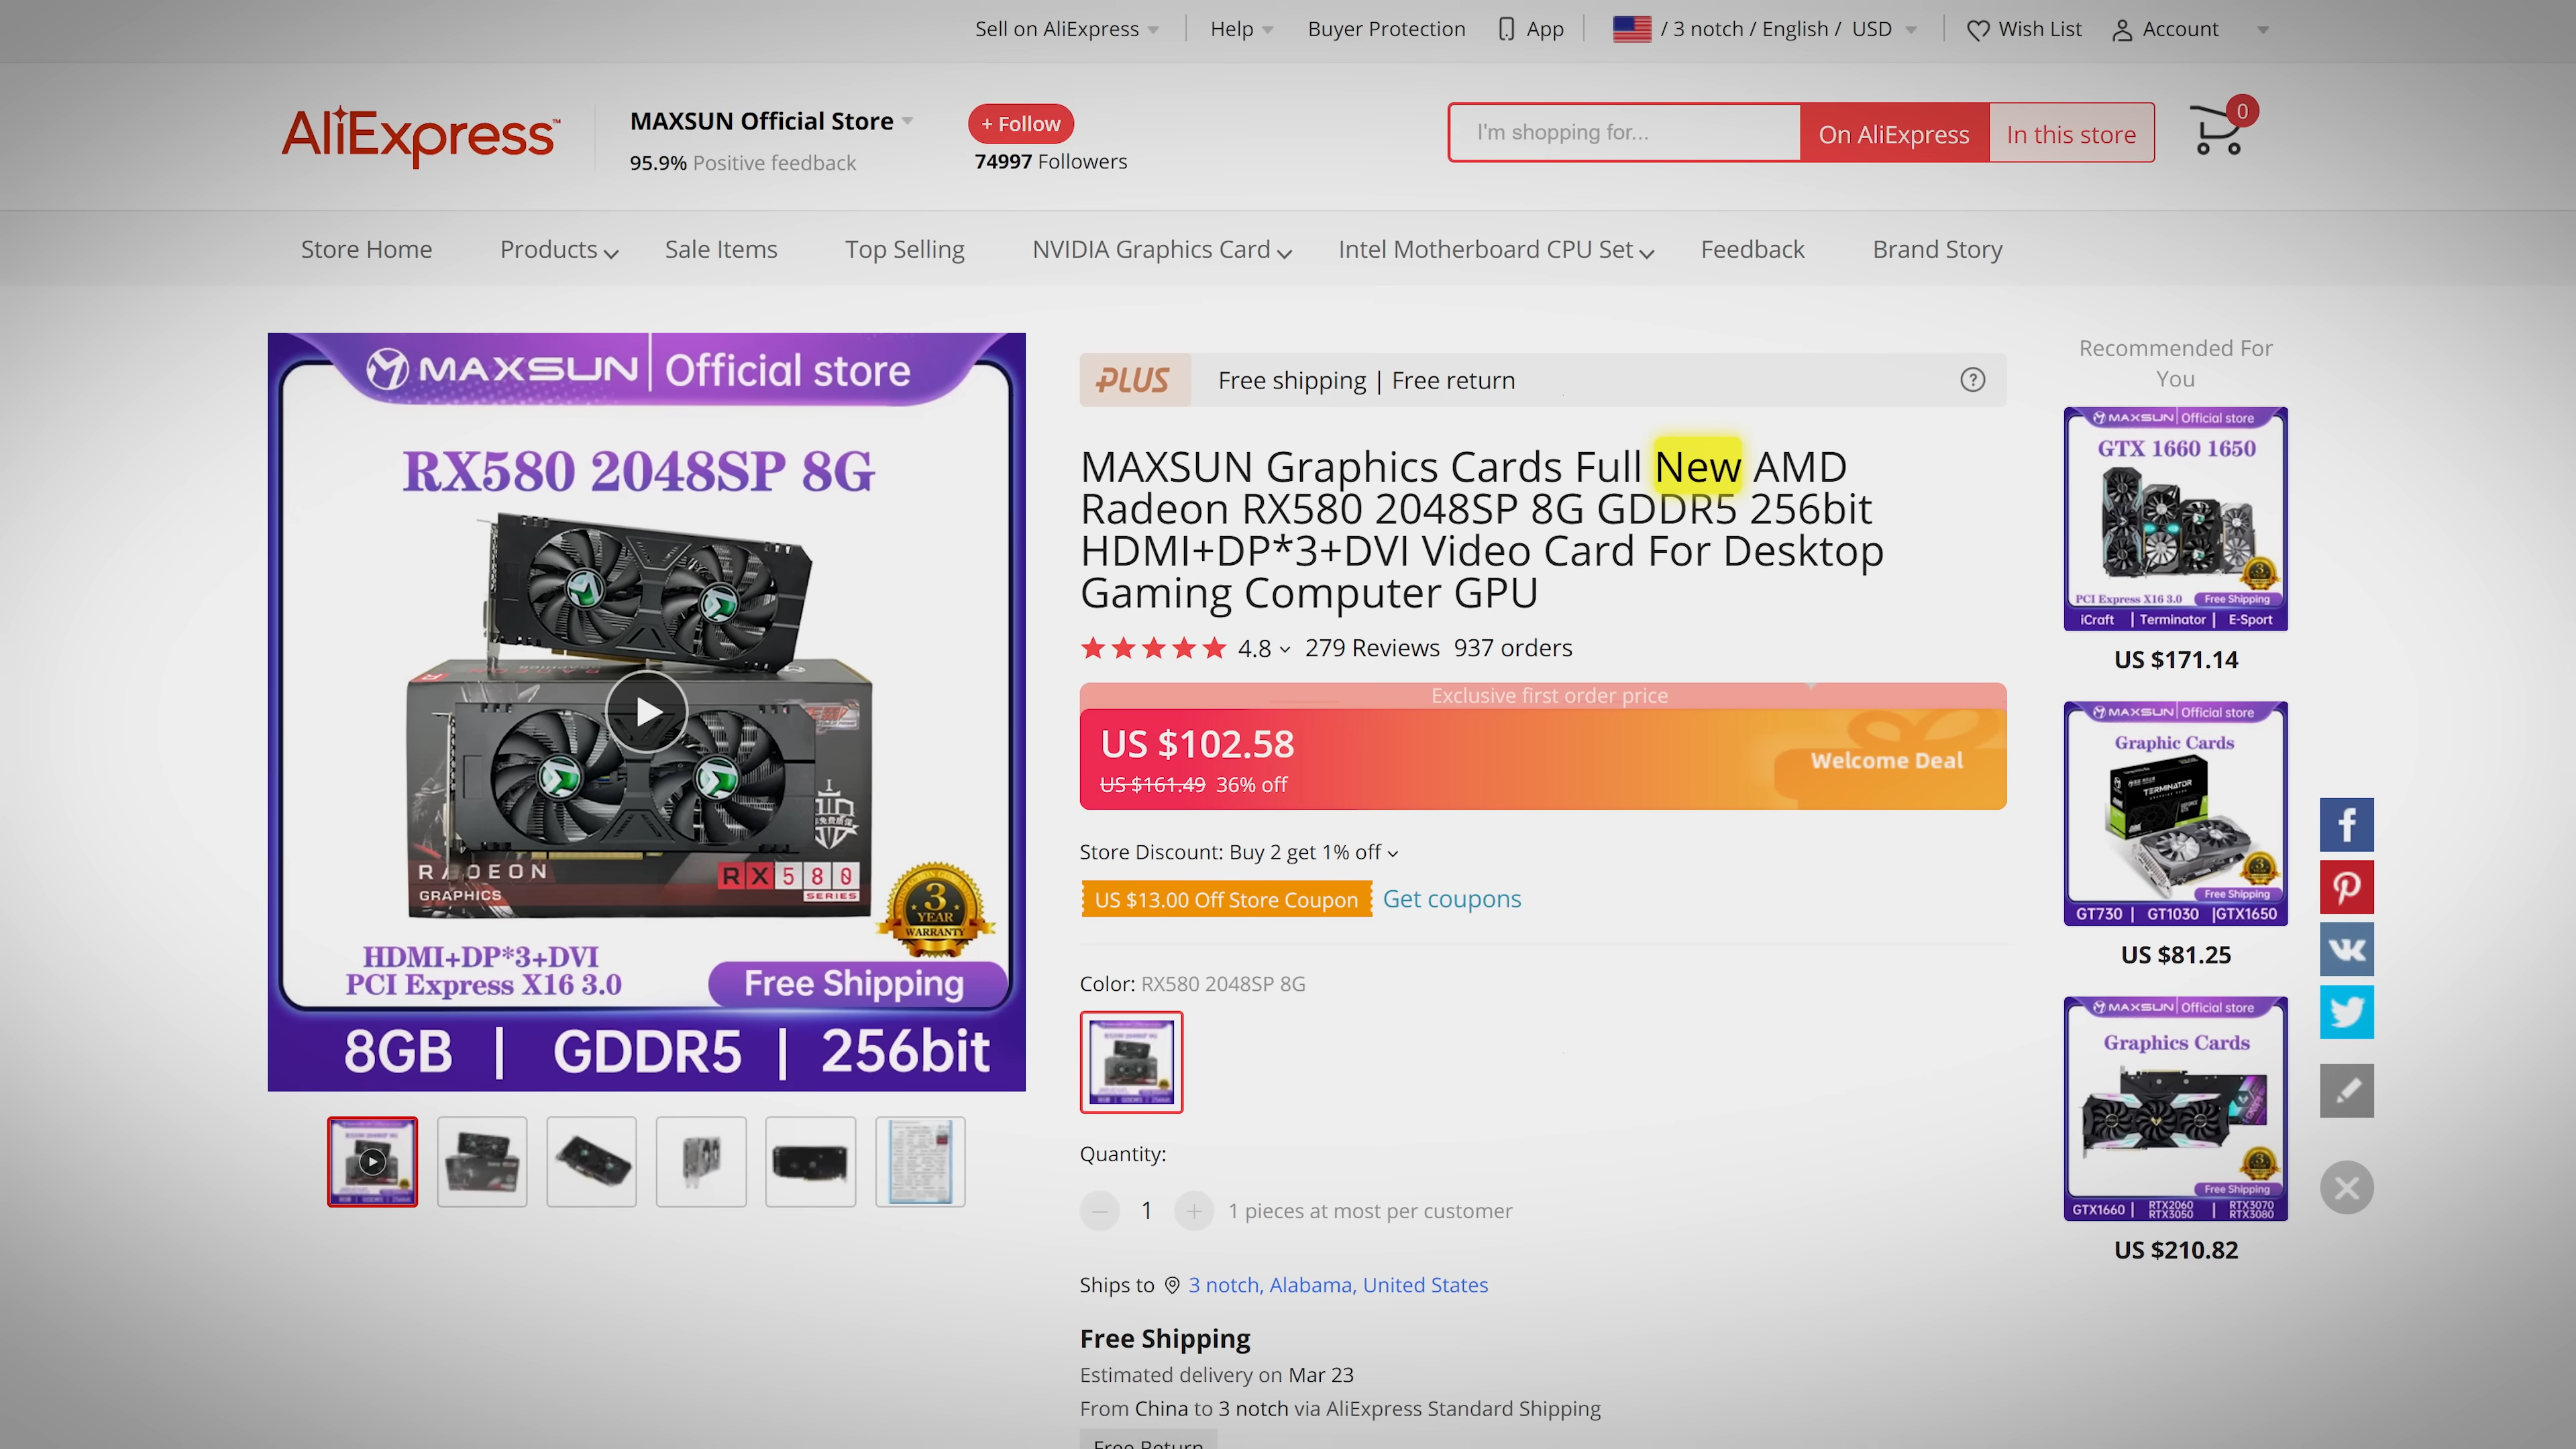 Sell on AliExpress
Help
Buyer Protection
App
/ 3 notch / English / USD
Wish List
Account
AliExpress™
MAXSUN Official Store
95.9% Positive feedback
+ Follow
74997 Followers
I'm shopping for...
On AliExpress
In this store
0
Store Home
Products
Sale Items
Top Selling
NVIDIA Graphics Card
Intel Motherboard CPU Set
Feedback
Brand Story
MAXSUN | Official store
RX580 2048SP 8G
RADEON
GRAPHICS
RX 580
SERIES
3
YEAR
WARRANTY
HDMI+DP*3+DVI
PCI Express X16 3.0
Free Shipping
8GB | GDDR5 | 256bit
PLUS
Free shipping | Free return
?
MAXSUN Graphics Cards Full New AMD
Radeon RX580 2048SP 8G GDDR5 256bit
HDMI+DP*3+DVI Video Card For Desktop
Gaming Computer GPU
4.8
279 Reviews
937 orders
Exclusive first order price
US $102.58
US $161.49 36% off
Welcome Deal
Store Discount: Buy 2 get 1% off
US $13.00 Off Store Coupon
Get coupons
Color: RX580 2048SP 8G
Quantity:
1
1 pieces at most per customer
Ships to 3 notch, Alabama, United States
Free Shipping
Estimated delivery on Mar 23
From China to 3 notch via AliExpress Standard Shipping
Free Return
Recommended For
You
MAXSUN | Official store
GTX 1660 1650
PCI Express X16 3.0
Free Shipping
iCraft | Terminator | E-Sport
US $171.14
MAXSUN | Official store
Graphic Cards
TERMINATOR
Free Shipping
GT730 | GT1030 |GTX1650
US $81.25
MAXSUN | Official store
Graphics Cards
Free Shipping
GTX1660 | RTX2060 RTX3050 | RTX3070 RTX3080
US $210.82